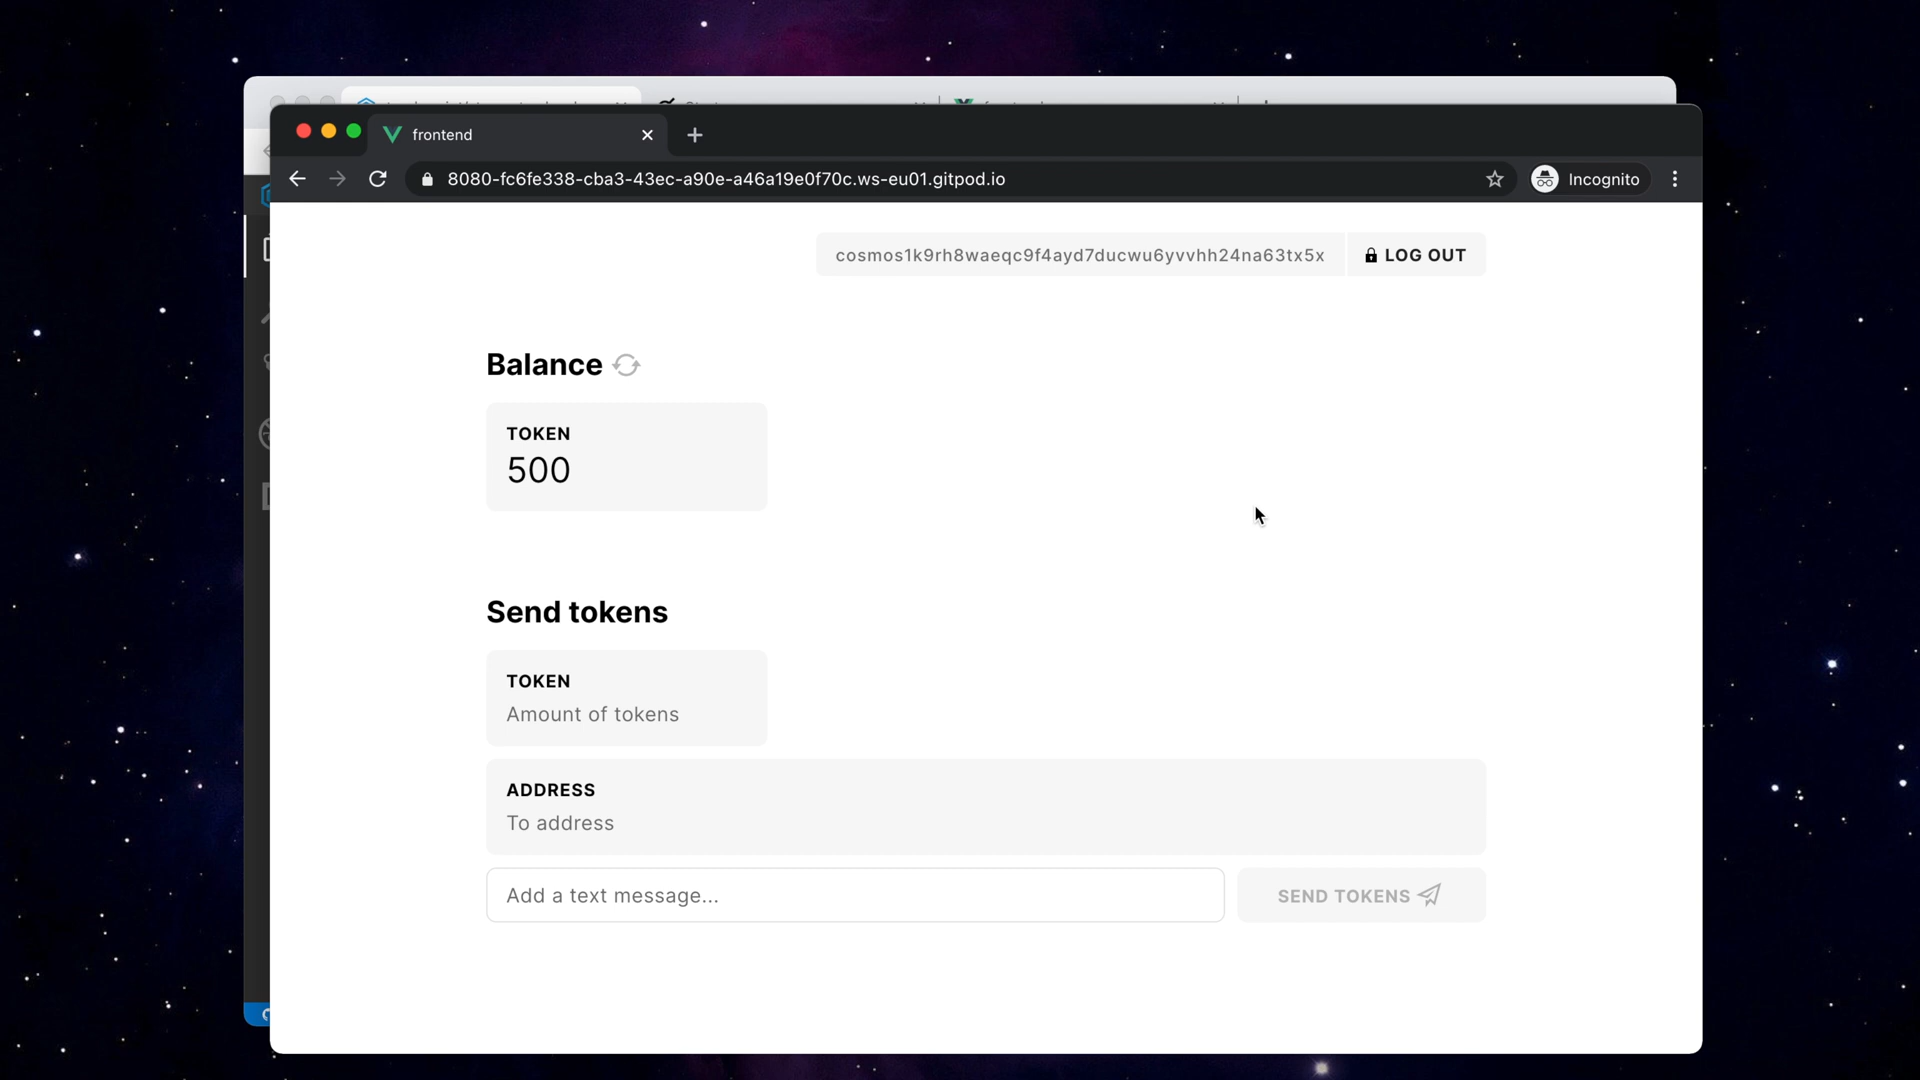 frontend
8080-fc6fe338-cba3-43ec-a90e-a46a19e0f70c.ws-eu01.gitpod.io
Incognito
cosmos1k9rh8waeqc9f4ayd7ducwu6yvvhh24na63tx5x
LOG OUT
Balance
TOKEN
500
Send tokens
TOKEN
Amount of tokens
ADDRESS
To address
Add a text message...
SEND TOKENS